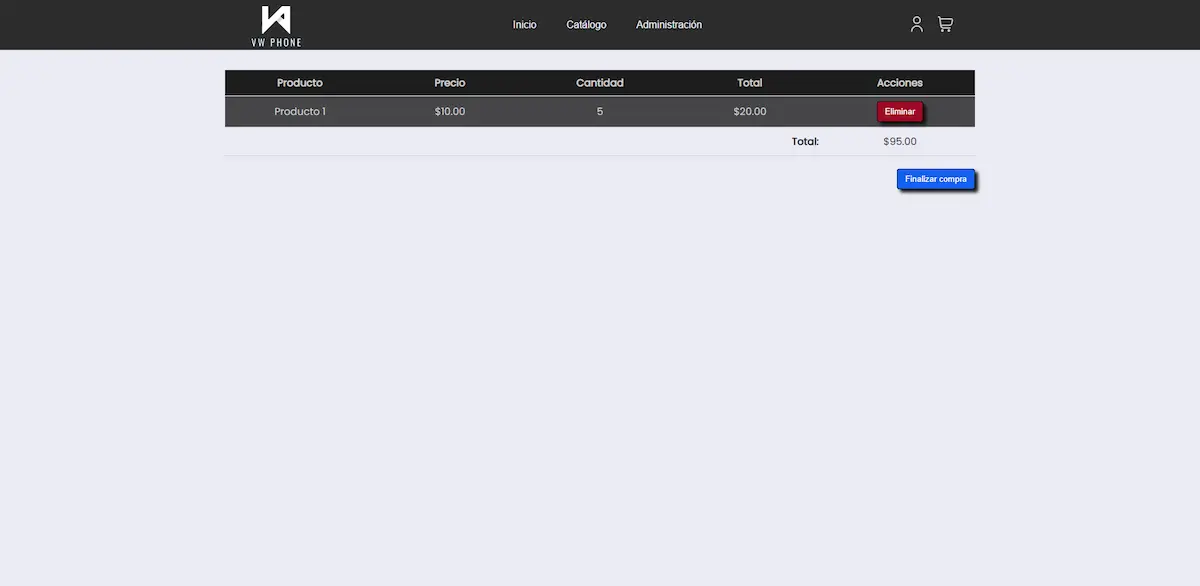 VW PHONE
Inicio Catálogo Administración
Producto Precio Cantidad Total Acciones
Producto 1 $10.00 5 $20.00 Eliminar
Total: $95.00
Finalizar compra